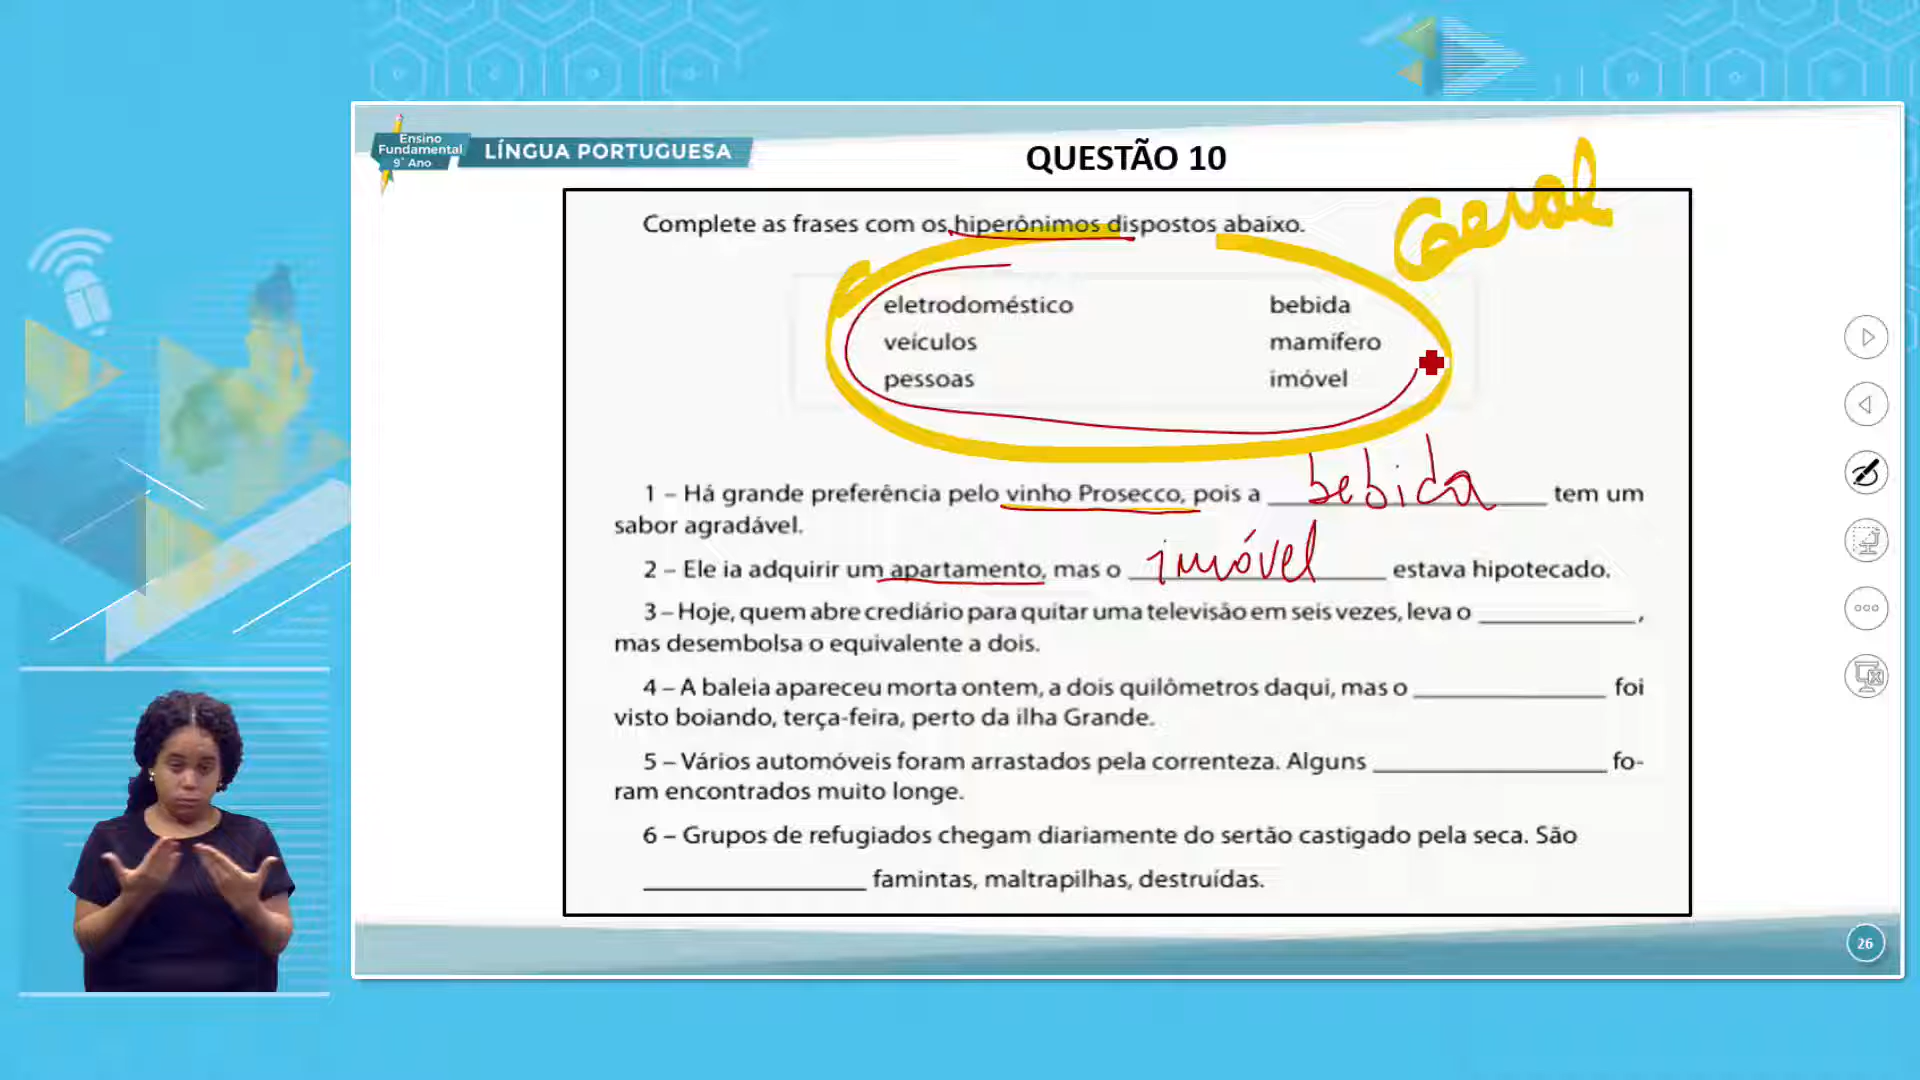 Ensino
Fundamental
9° Ano
LÍNGUA PORTUGUESA
QUESTÃO 10
Geral
Complete as frases com os hiperônimos dispostos abaixo.
eletrodoméstico bebida
veículos mamífero
pessoas imóvel
1 – Há grande preferência pelo vinho Prosecco, pois a bebida tem um
sabor agradável.
2 – Ele ia adquirir um apartamento, mas o imóvel estava hipotecado.
3 – Hoje, quem abre crediário para quitar uma televisão em seis vezes, leva o ____________,
mas desembolsa o equivalente a dois.
4 – A baleia apareceu morta ontem, a dois quilômetros daqui, mas o ______________ foi
visto boiando, terça-feira, perto da ilha Grande.
5 – Vários automóveis foram arrastados pela correnteza. Alguns _________________ fo-
ram encontrados muito longe.
6 – Grupos de refugiados chegam diariamente do sertão castigado pela seca. São
________________ famintas, maltrapilhas, destruídas.
26